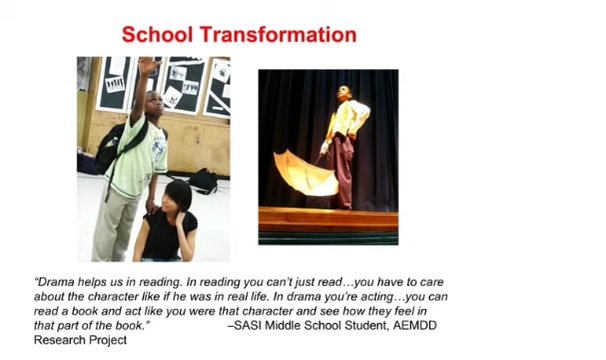 School Transformation
“Drama helps us in reading. In reading you can’t just read…you have to care
about the character like if he was in real life. In drama you’re acting…you can
read a book and act like you were that character and see how they feel in
that part of the book.” –SASI Middle School Student, AEMDD
Research Project